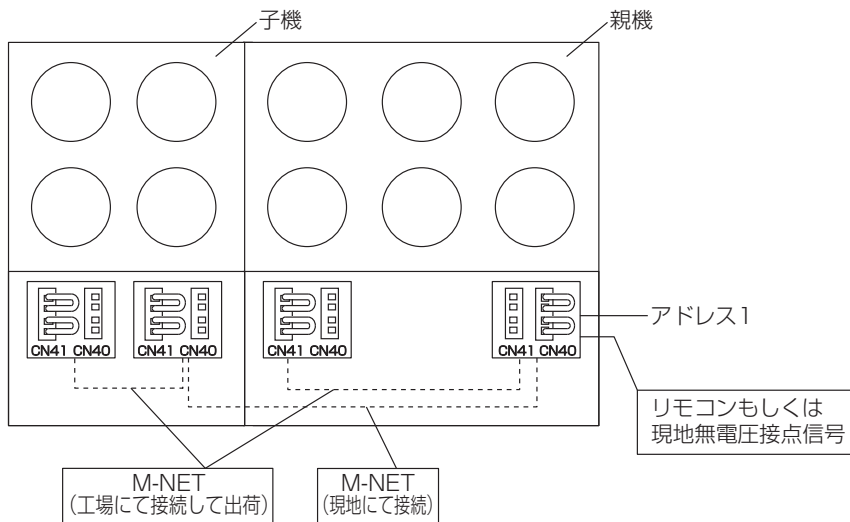 子機
親機
CN41 CN40
CN41 CN40
CN41 CN40
CN41 CN40
アドレス1
リモコンもしくは
現地無電圧接点信号
M-NET
(工場にて接続して出荷)
M-NET
(現地にて接続)